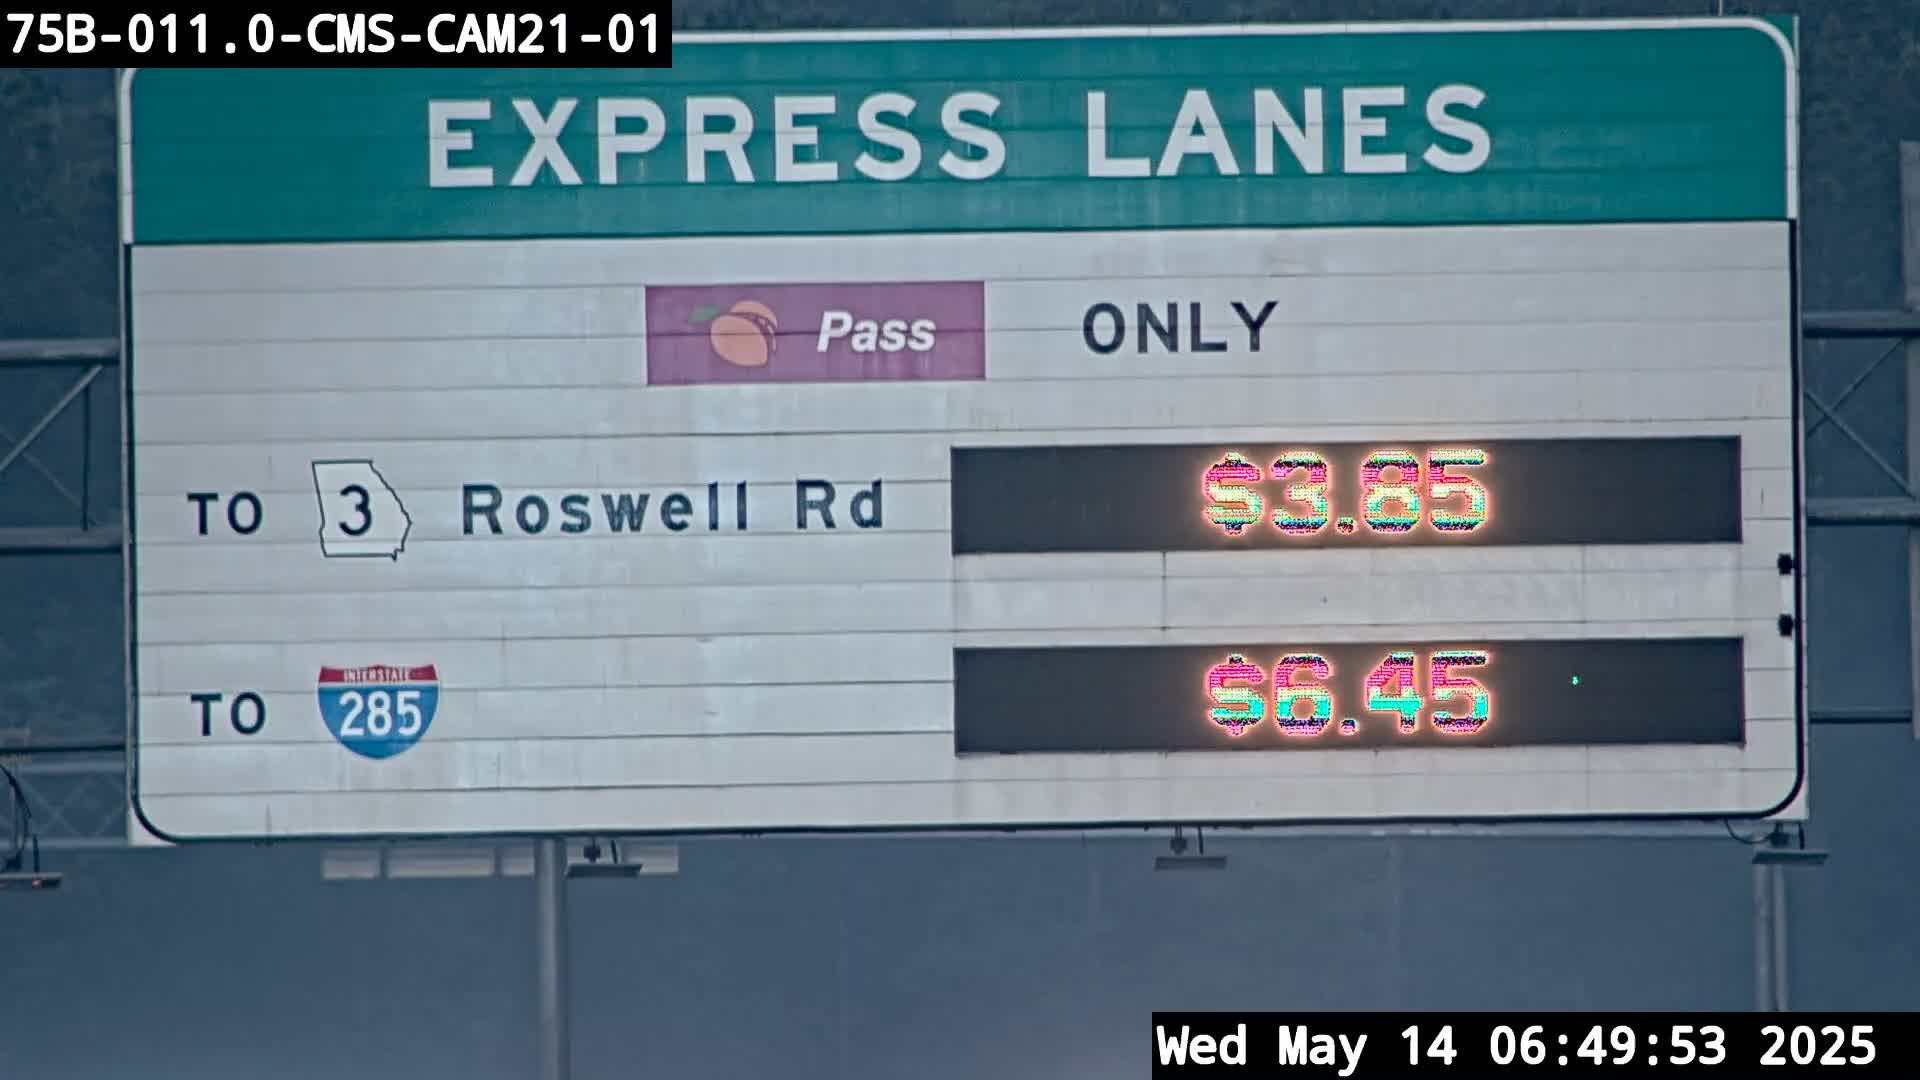 75B-011.0-CMS-CAM21-01
EXPRESS LANES
Pass ONLY
TO 3 Roswell Rd $3.85
INTERSTATE
TO 285 $6.45
Wed May 14 06:49:53 2025